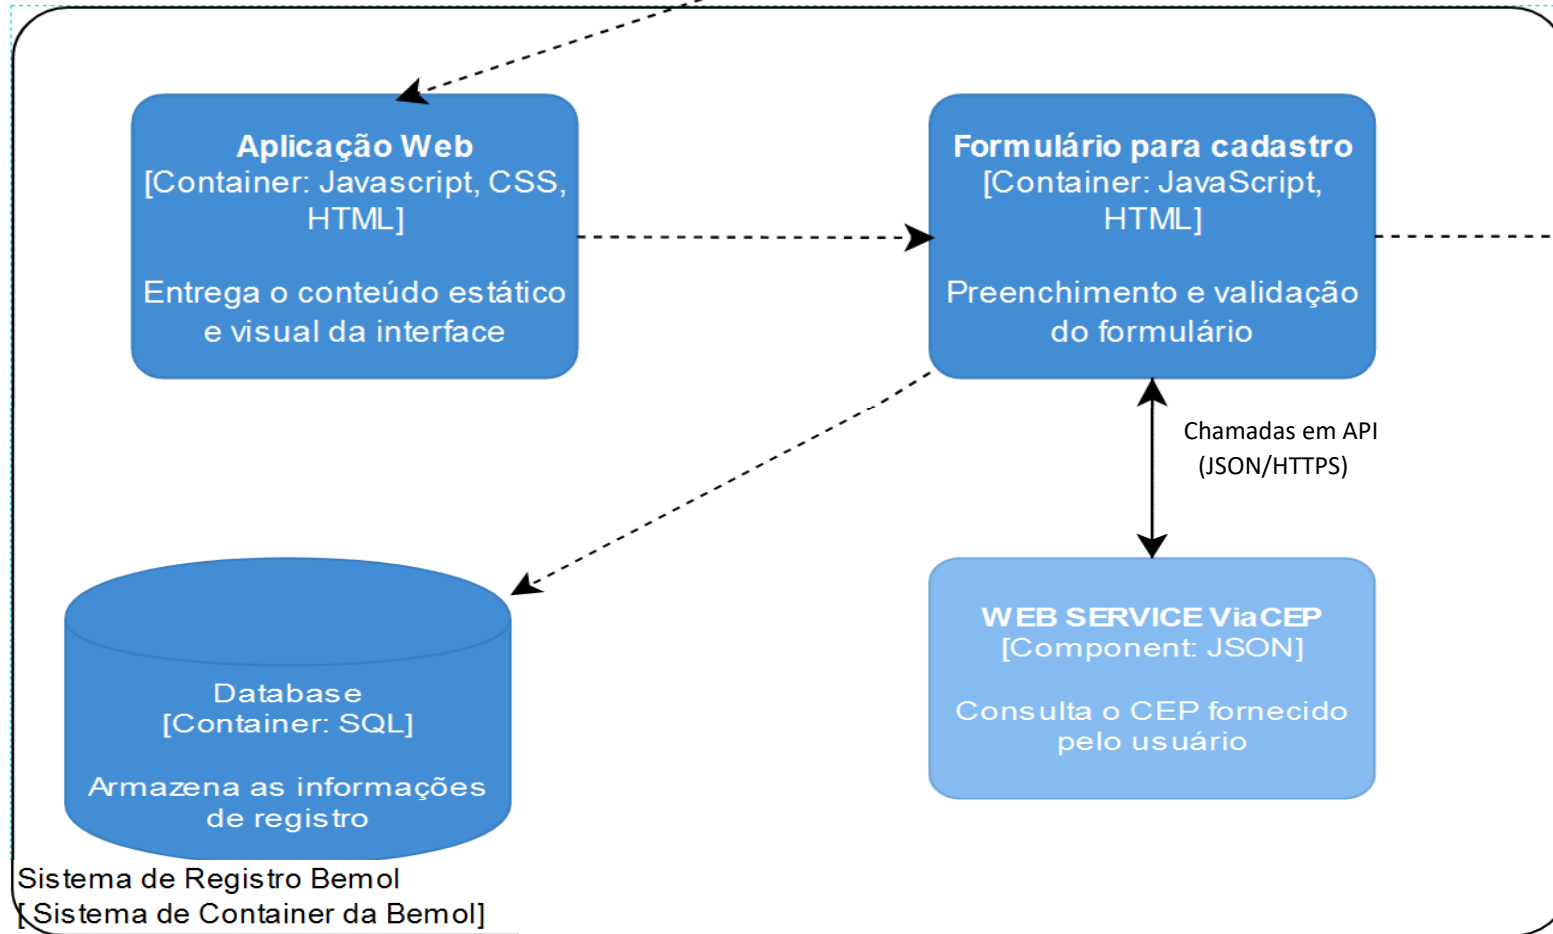 Aplicação Web
[Container: Javascript, CSS,
HTML]
Entrega o conteúdo estático
e visual da interface
Formulário para cadastro
[Container: JavaScript,
HTML]
Preenchimento e validação
do formulário
Chamadas em API
(JSON/HTTPS)
Database
[Container: SQL]
Armazena as informações
de registro
WEB SERVICE ViaCEP
[Component: JSON]
Consulta o CEP fornecido
pelo usuário
Sistema de Registro Bemol
[ Sistema de Container da Bemol]